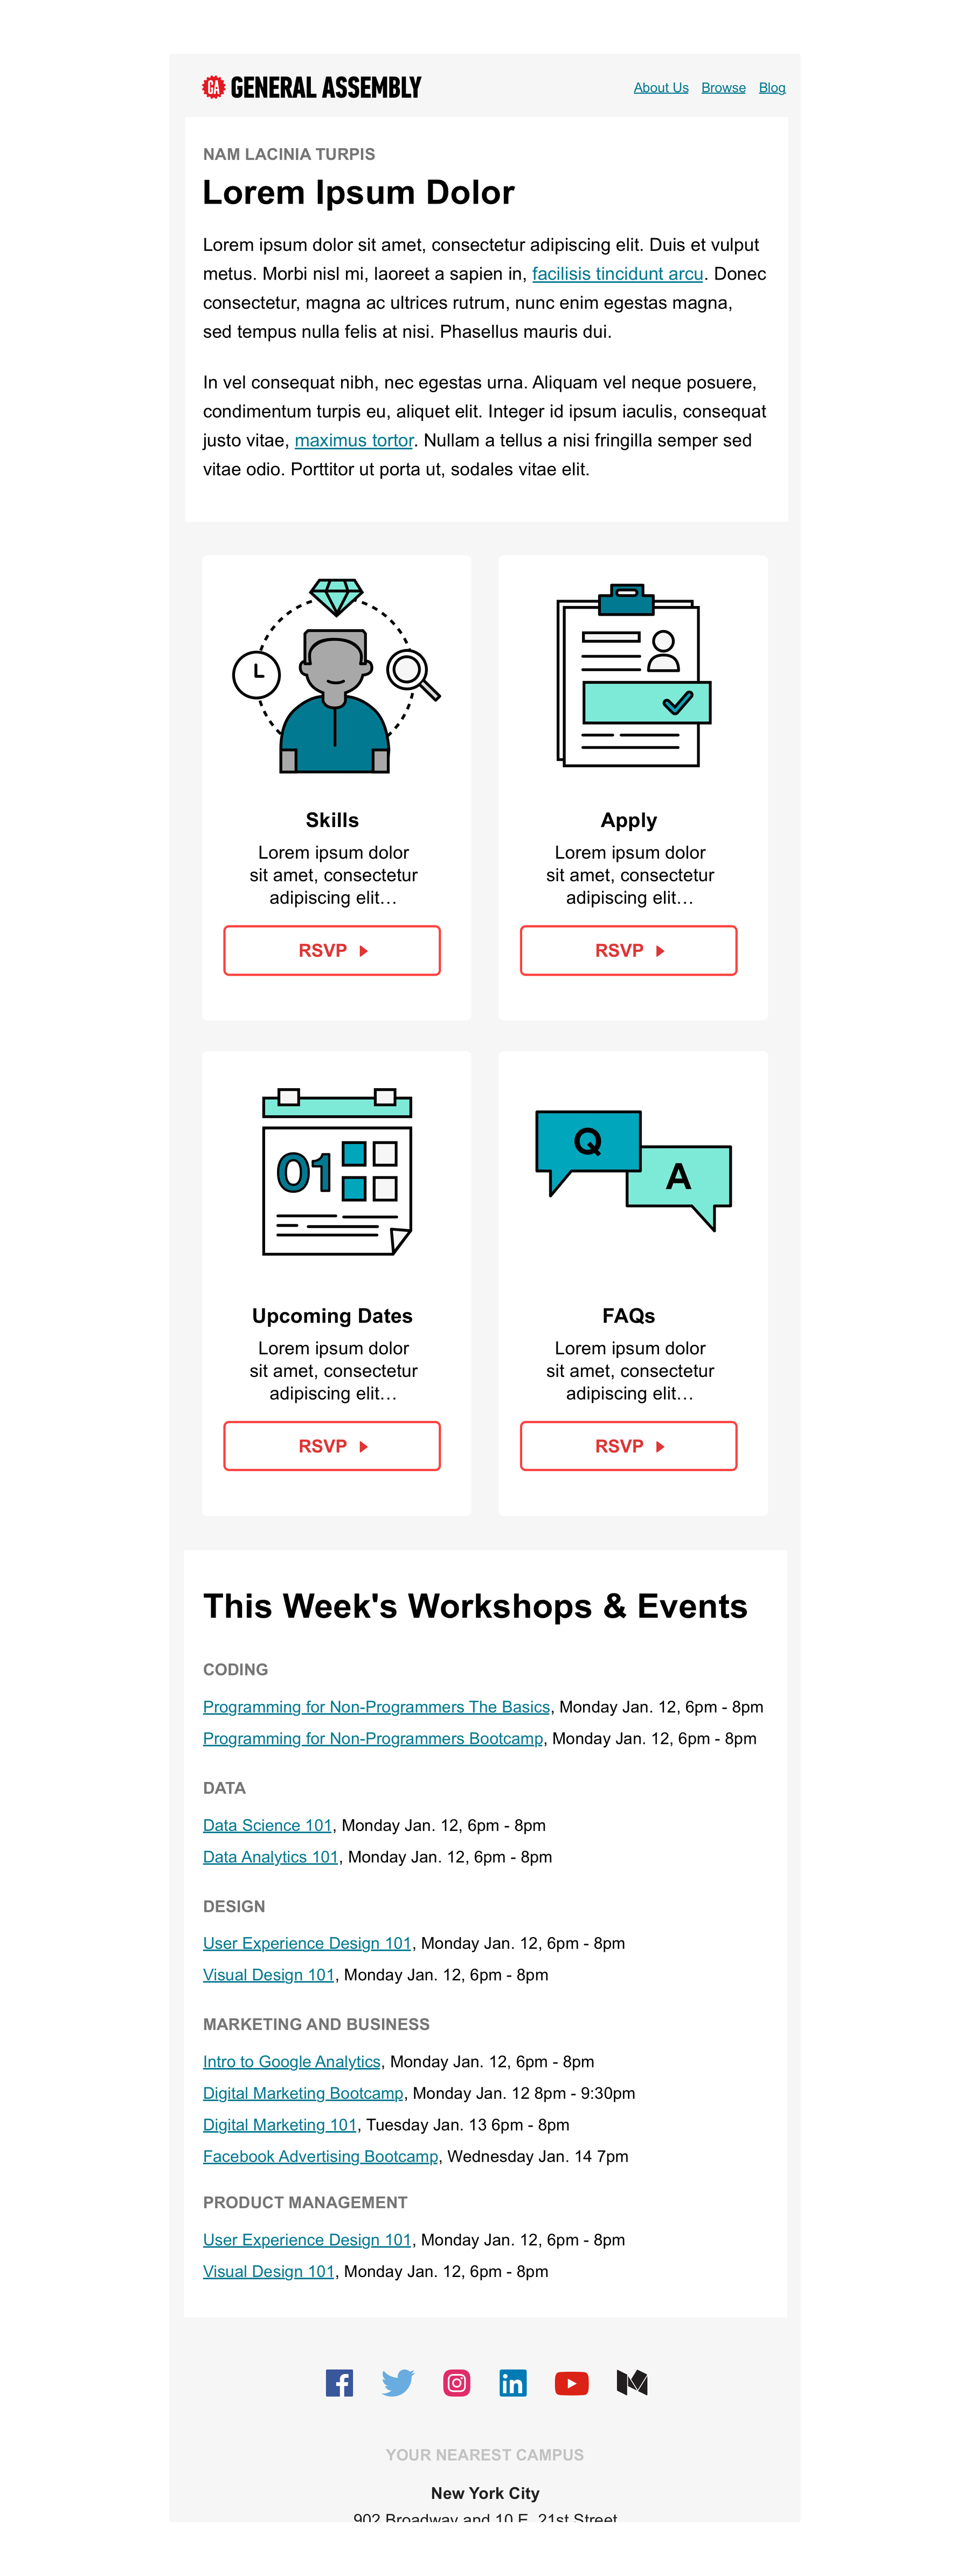 GA GENERAL ASSEMBLY
About Us Browse Blog
NAM LACINIA TURPIS
Lorem Ipsum Dolor
Lorem ipsum dolor sit amet, consectetur adipiscing elit. Duis et vulput
metus. Morbi nisl mi, laoreet a sapien in, facilisis tincidunt arcu. Donec
consectetur, magna ac ultrices rutrum, nunc enim egestas magna,
sed tempus nulla felis at nisi. Phasellus mauris dui.
In vel consequat nibh, nec egestas urna. Aliquam vel neque posuere,
condimentum turpis eu, aliquet elit. Integer id ipsum iaculis, consequat
justo vitae, maximus tortor. Nullam a tellus a nisi fringilla semper sed
vitae odio. Porttitor ut porta ut, sodales vitae elit.
Skills
Lorem ipsum dolor
sit amet, consectetur
adipiscing elit…
RSVP
Apply
Lorem ipsum dolor
sit amet, consectetur
adipiscing elit…
RSVP
01
Upcoming Dates
Lorem ipsum dolor
sit amet, consectetur
adipiscing elit…
RSVP
Q
A
FAQs
Lorem ipsum dolor
sit amet, consectetur
adipiscing elit…
RSVP
This Week's Workshops & Events
CODING
Programming for Non-Programmers The Basics, Monday Jan. 12, 6pm - 8pm
Programming for Non-Programmers Bootcamp, Monday Jan. 12, 6pm - 8pm
DATA
Data Science 101, Monday Jan. 12, 6pm - 8pm
Data Analytics 101, Monday Jan. 12, 6pm - 8pm
DESIGN
User Experience Design 101, Monday Jan. 12, 6pm - 8pm
Visual Design 101, Monday Jan. 12, 6pm - 8pm
MARKETING AND BUSINESS
Intro to Google Analytics, Monday Jan. 12, 6pm - 8pm
Digital Marketing Bootcamp, Monday Jan. 12 8pm - 9:30pm
Digital Marketing 101, Tuesday Jan. 13 6pm - 8pm
Facebook Advertising Bootcamp, Wednesday Jan. 14 7pm
PRODUCT MANAGEMENT
User Experience Design 101, Monday Jan. 12, 6pm - 8pm
Visual Design 101, Monday Jan. 12, 6pm - 8pm
in
YOUR NEAREST CAMPUS
New York City
902 Broadway and 10 E. 21st Street